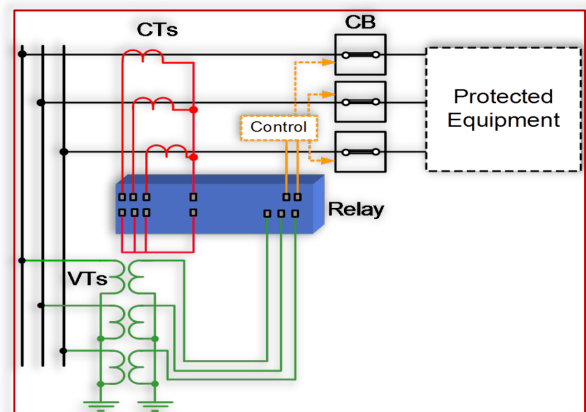 CTs
CB
Control
Protected
Equipment
Relay
VTs